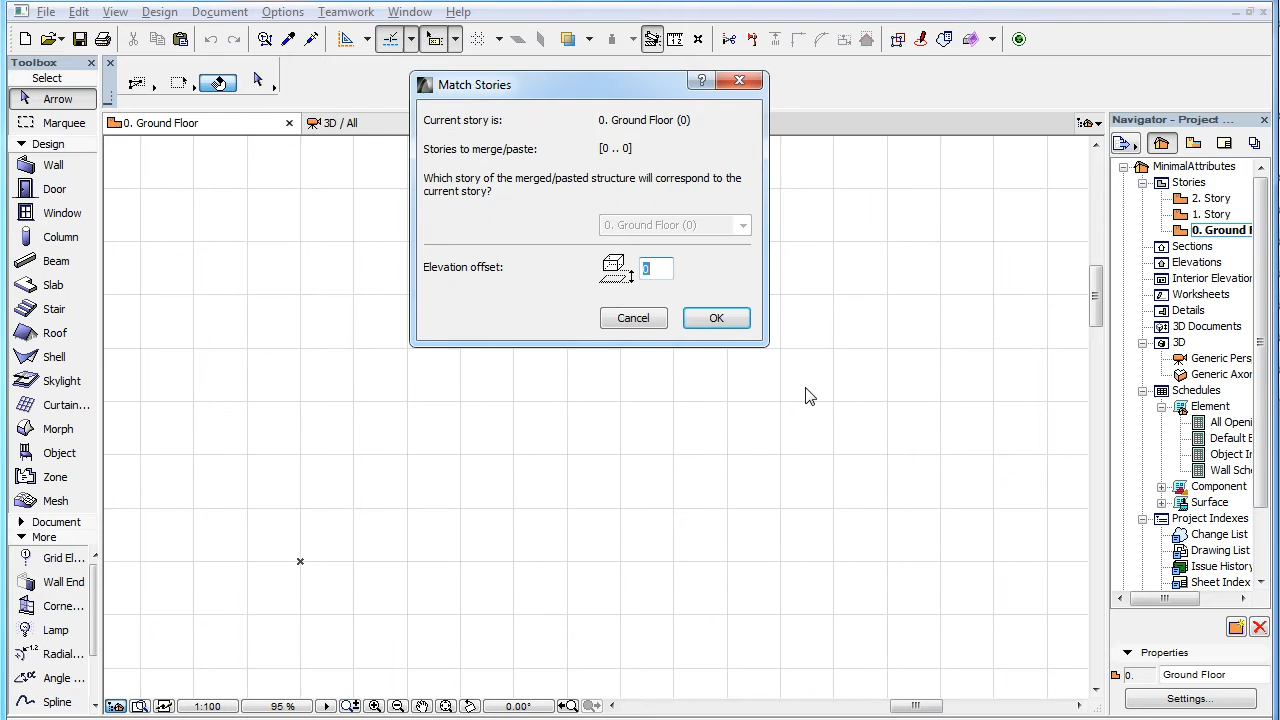 File Edit View Design Document Options Teamwork Window Help
Toolbox
Select
Arrow
Marquee
Design
Wall
Door
Window
Column
Beam
Slab
Stair
Roof
Shell
Skylight
Curtain...
Morph
Object
Zone
Mesh
Document
More
Grid El...
Wall End
Corne...
Lamp
Radial...
Angle ...
Spline
0. Ground Floor
3D / All
Match Stories
Current story is: 0. Ground Floor (0)
Stories to merge/paste: [0 .. 0]
Which story of the merged/pasted structure will correspond to the
current story?
0. Ground Floor (0)
Elevation offset: 0
Cancel OK
1:100 95 % 0.00°
Navigator - Project ...
MinimalAttributes
Stories
2. Story
1. Story
0. Ground F
Sections
Elevations
Interior Elevation
Worksheets
Details
3D Documents
3D
Generic Pers
Generic Axon
Schedules
Element
All Openi
Default E
Object In
Wall Sche
Component
Surface
Project Indexes
Change List
Drawing List
Issue History
Sheet Index
Properties
0. Ground Floor
Settings...